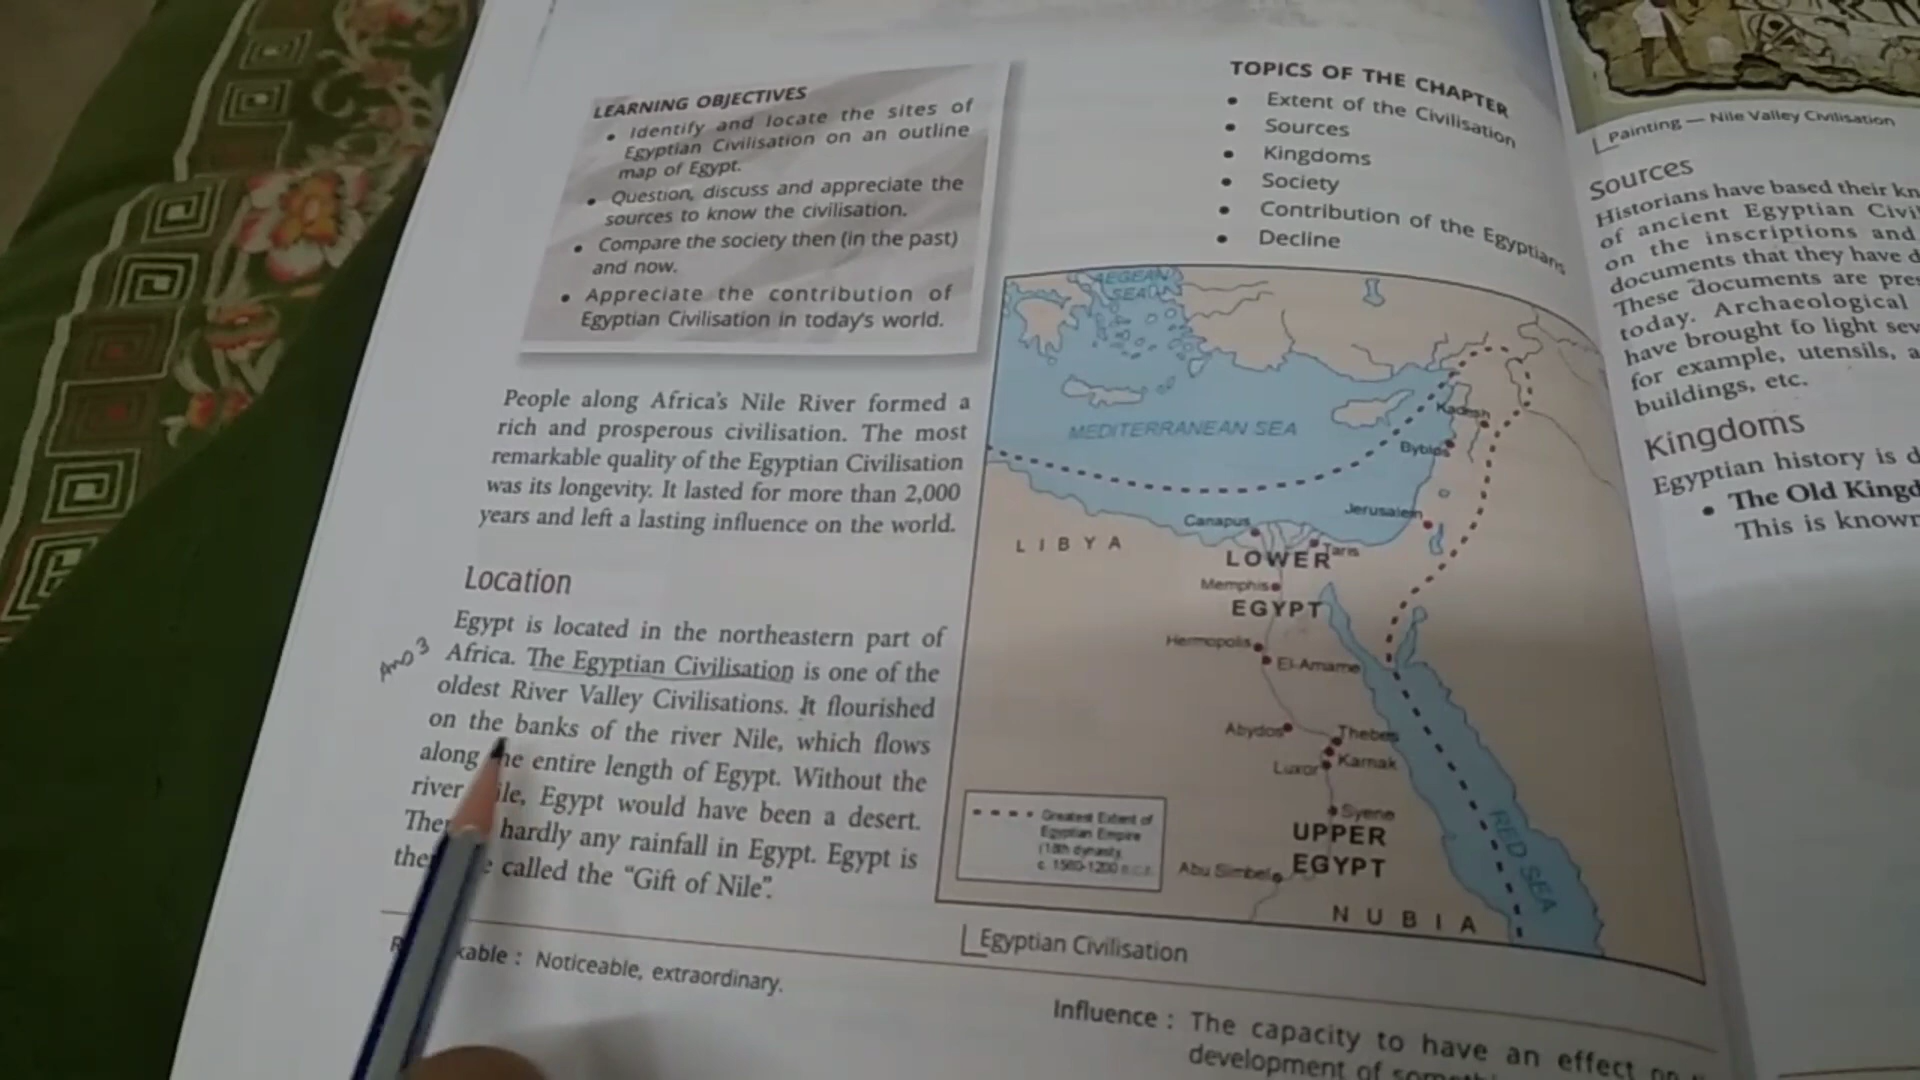 LEARNING OBJECTIVES
• Identify and locate the sites of
Egyptian Civilisation on an outline
map of Egypt.
• Question, discuss and appreciate the
sources to know the civilisation.
• Compare the society then (in the past)
and now.
• Appreciate the contribution of
Egyptian Civilisation in today's world.
People along Africa's Nile River formed a
rich and prosperous civilisation. The most
remarkable quality of the Egyptian Civilisation
was its longevity. It lasted for more than 2,000
years and left a lasting influence on the world.
Location
Egypt is located in the northeastern part of
Africa. The Egyptian Civilisation is one of the
oldest River Valley Civilisations. It flourished
on the banks of the river Nile, which flows
along the entire length of Egypt. Without the
river Nile, Egypt would have been a desert.
hardly any rainfall in Egypt. Egypt is
called the “Gift of Nile”.
: Noticeable, extraordinary.
TOPICS OF THE CHAPTER
• Extent of the Civilisation
• Sources
• Kingdoms
• Society
• Contribution of the Egyptians
• Decline
AEGEAN
SEA
MEDITERRANEAN SEA
Kadesh
Byblos
Jerusalem
Canapus
Taris
LIBYA
LOWER
Memphis
EGYPT
Hermopolis
El-Amame
Abydos
Thebes
Karnak
Luxor
Syene
UPPER
EGYPT
Abu Simbel
NUBIA
RED SEA
Greatest Extent of
Egyptian Empire
(18th dynasty
Egyptian Civilisation
Influence : The capacity to have an effect on
development of
Painting — Nile Valley Civilisation
Sources
Historians have based their
of ancient Egyptian
on the inscriptions and
documents that they have
These documents are
today. Archaeological
have brought to light
for example, utensils,
buildings, etc.
Kingdoms
Egyptian history is
• The Old
This is known